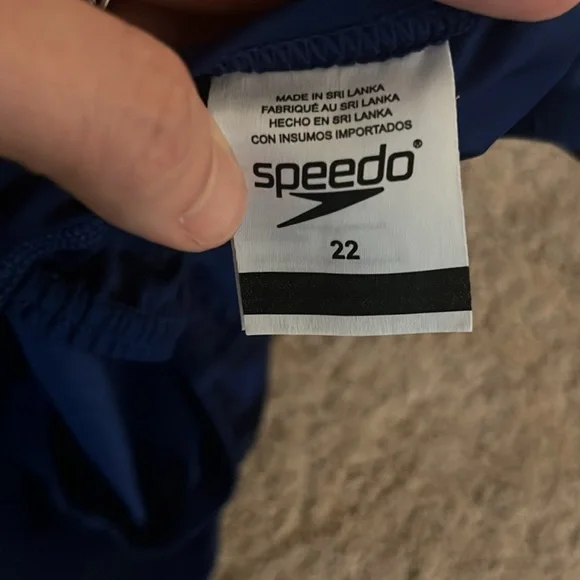 MADE IN SRI LANKA
FABRIQUÉ AU SRI LANKA
HECHO EN SRI LANKA
CON INSUMOS IMPORTADOS
speedo®
22